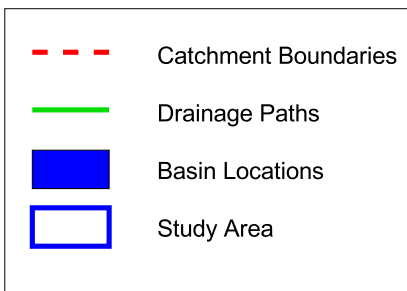 Catchment Boundaries
Drainage Paths
Basin Locations
Study Area